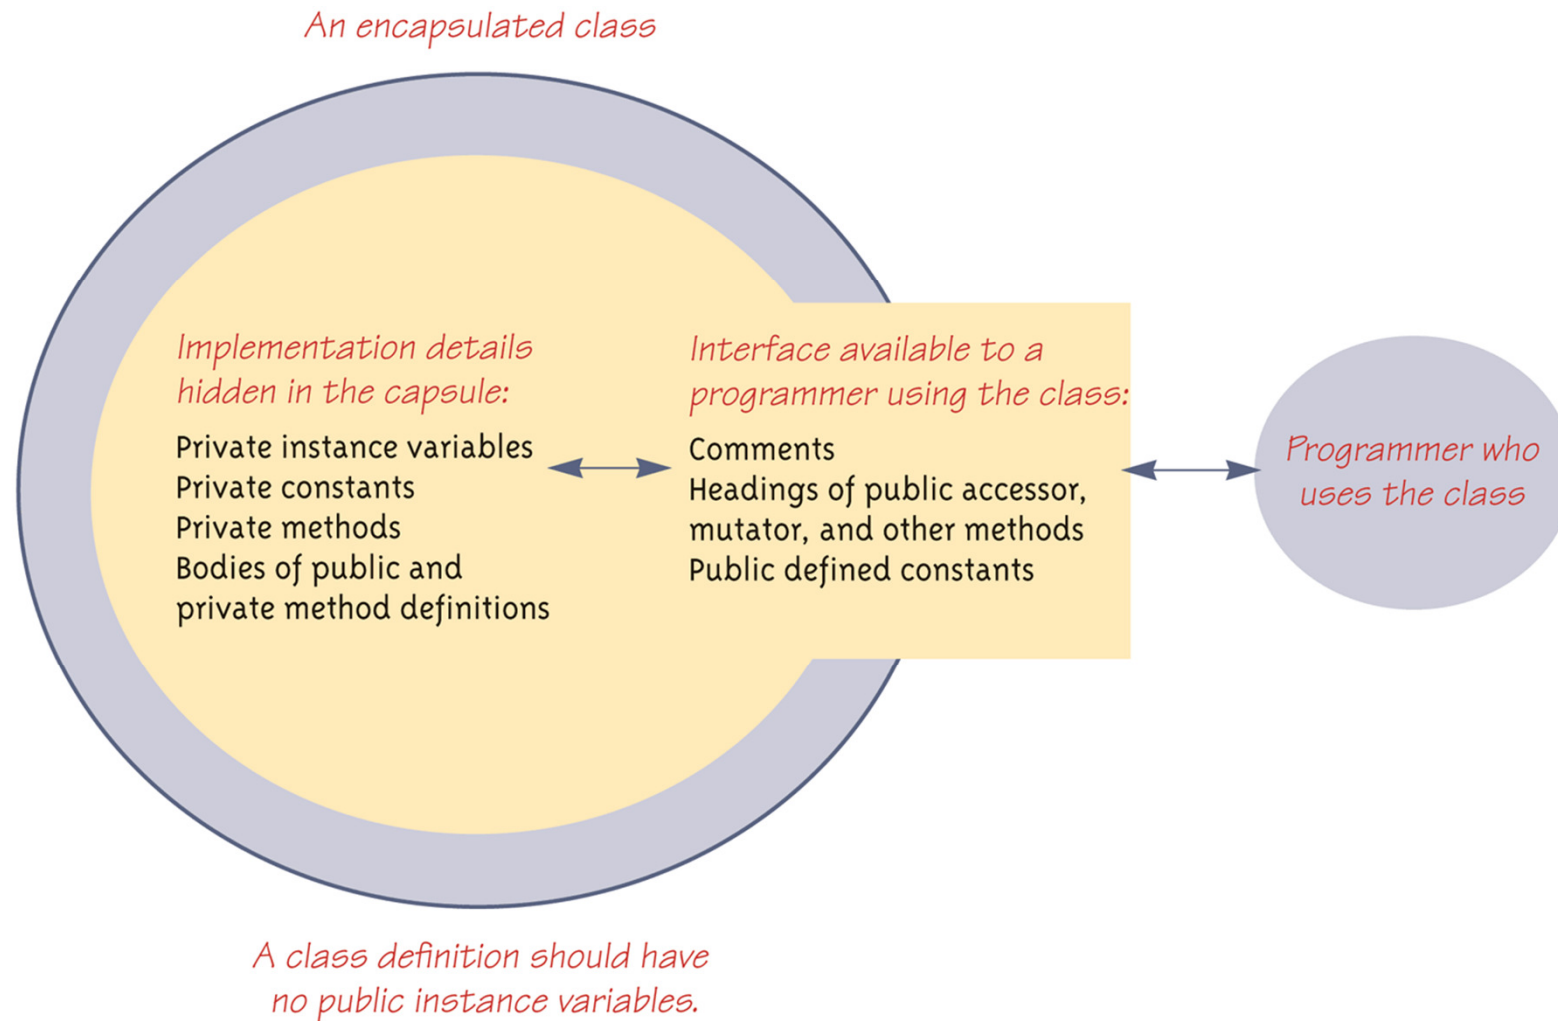 An encapsulated class
Implementation details
hidden in the capsule:
Private instance variables
Private constants
Private methods
Bodies of public and
private method definitions
Interface available to a
programmer using the class:
Comments
Headings of public accessor,
mutator, and other methods
Public defined constants
Programmer who
uses the class
A class definition should have
no public instance variables.